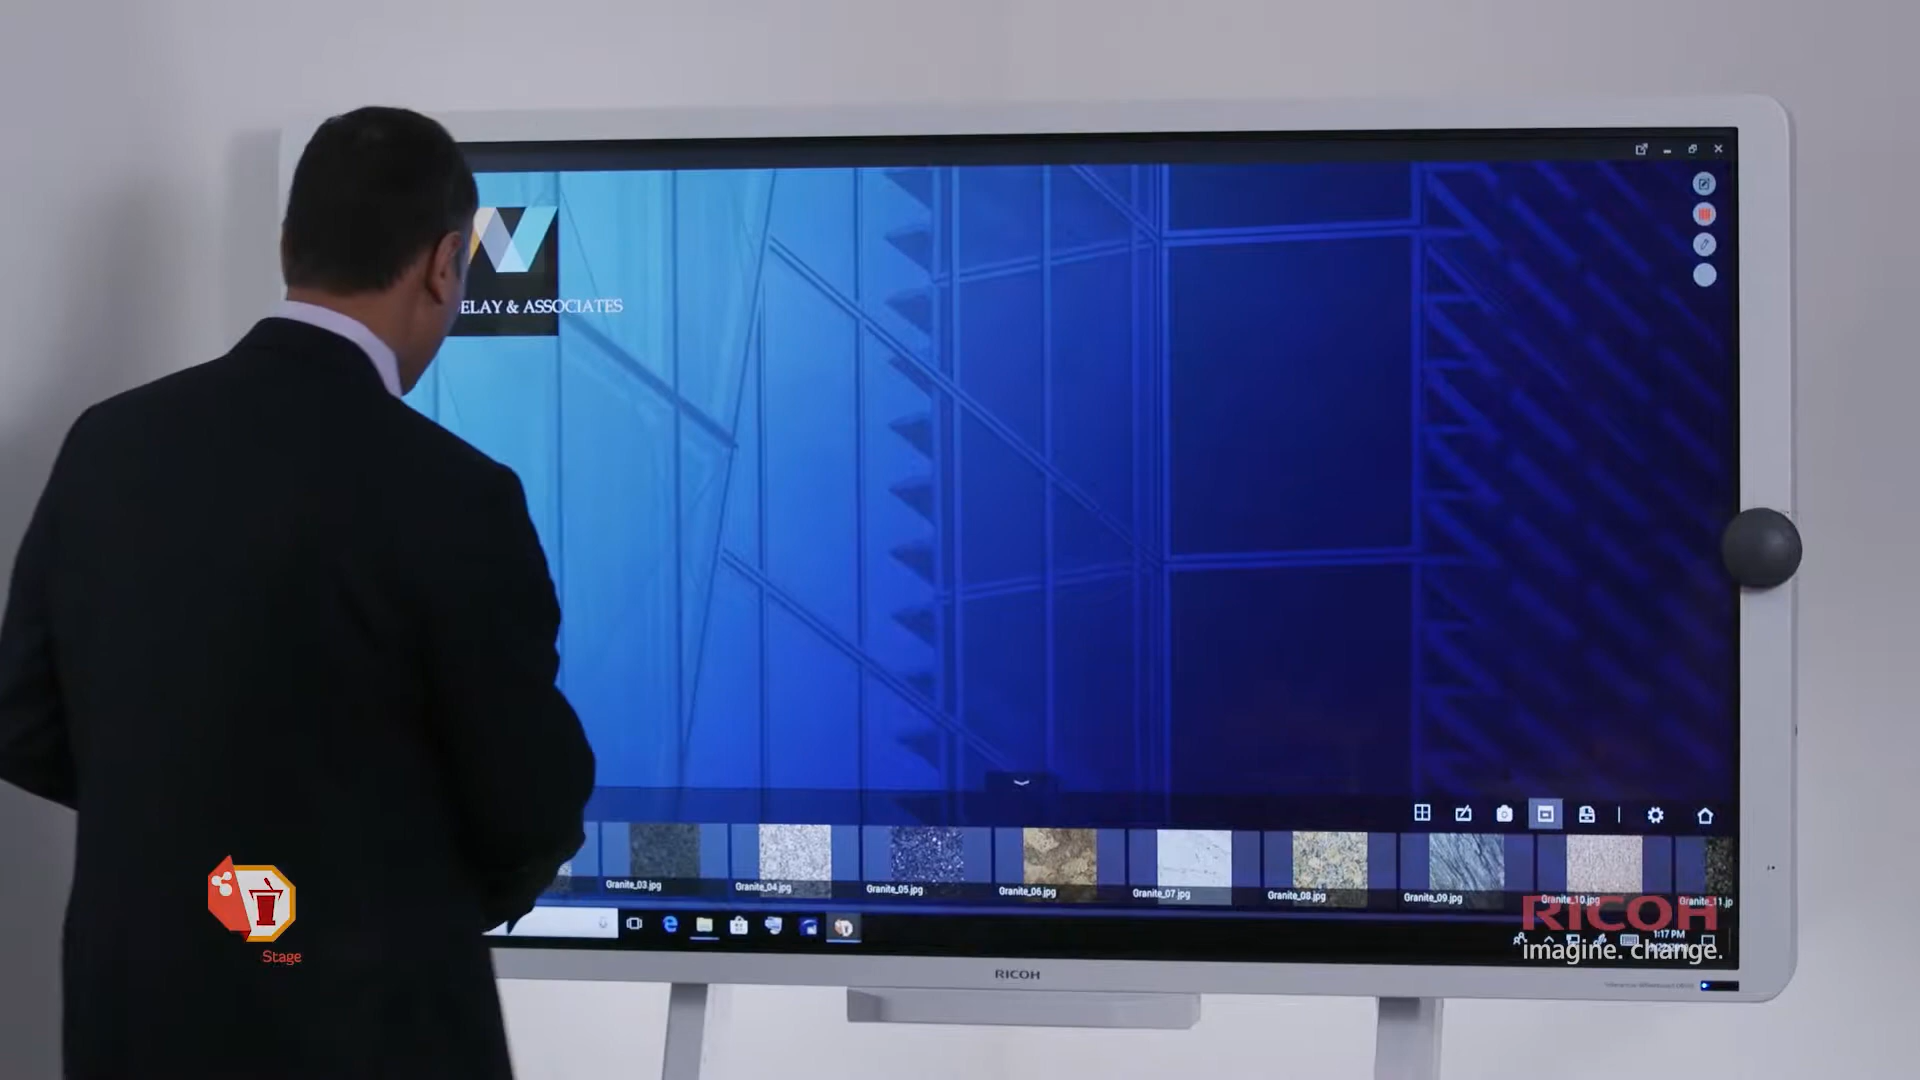 ELAY & ASSOCIATES
Granite_03.jpg
Granite_04.jpg
Granite_05.jpg
Granite_06.jpg
Granite_07.jpg
Granite_08.jpg
Granite_09.jpg
Granite_10.jpg
Granite_11.jp
1:17 PM
RICOH
imagine. change.
RICOH
Stage